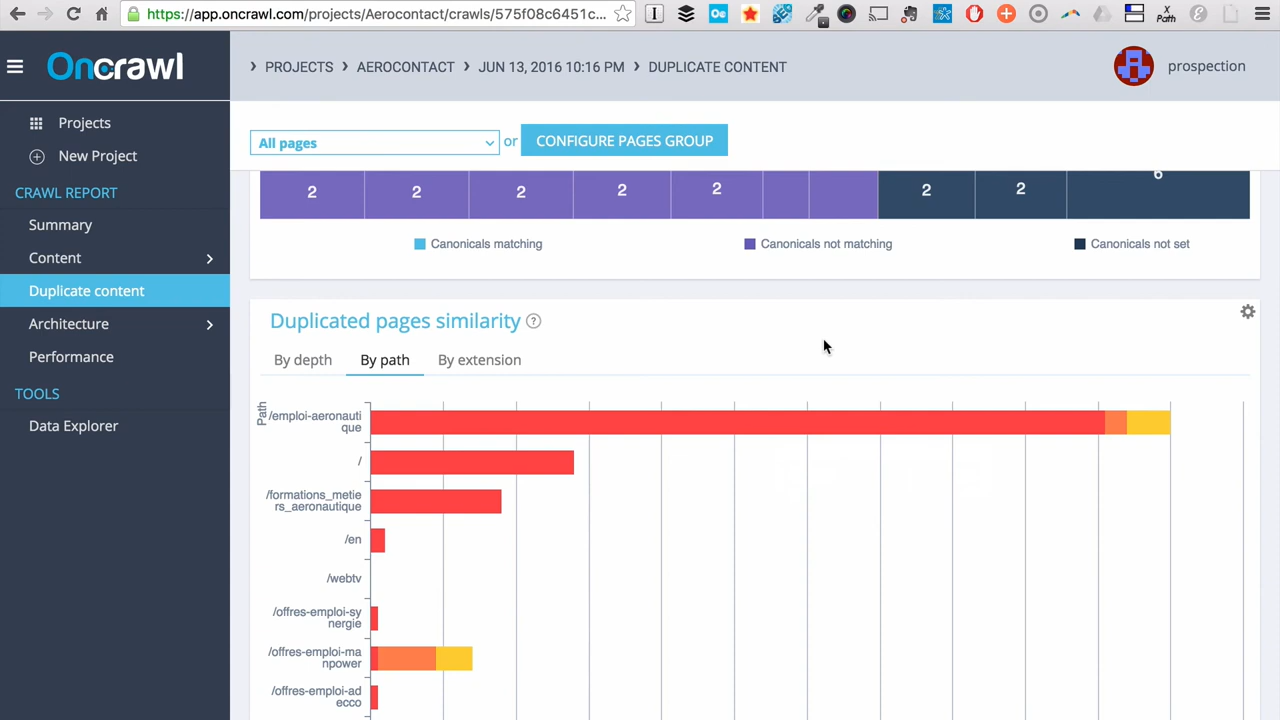 https://app.oncrawl.com/projects/Aerocontact/crawls/575f08c6451c...
X
Path
Oncrawl
PROJECTS
AEROCONTACT
JUN 13, 2016 10:16 PM
DUPLICATE CONTENT
prospection
Projects
New Project
CRAWL REPORT
Summary
Content
Duplicate content
Architecture
Performance
TOOLS
Data Explorer
All pages
or
CONFIGURE PAGES GROUP
2 2 2 2 2 2 2 6
Canonicals matching
Canonicals not matching
Canonicals not set
Duplicated pages similarity ?
By depth
By path
By extension
Path
/emploi-aeronauti
que
/
/formations_metie
rs_aeronautique
/en
/webtv
/offres-emploi-sy
nergie
/offres-emploi-ma
npower
/offres-emploi-ad
ecco